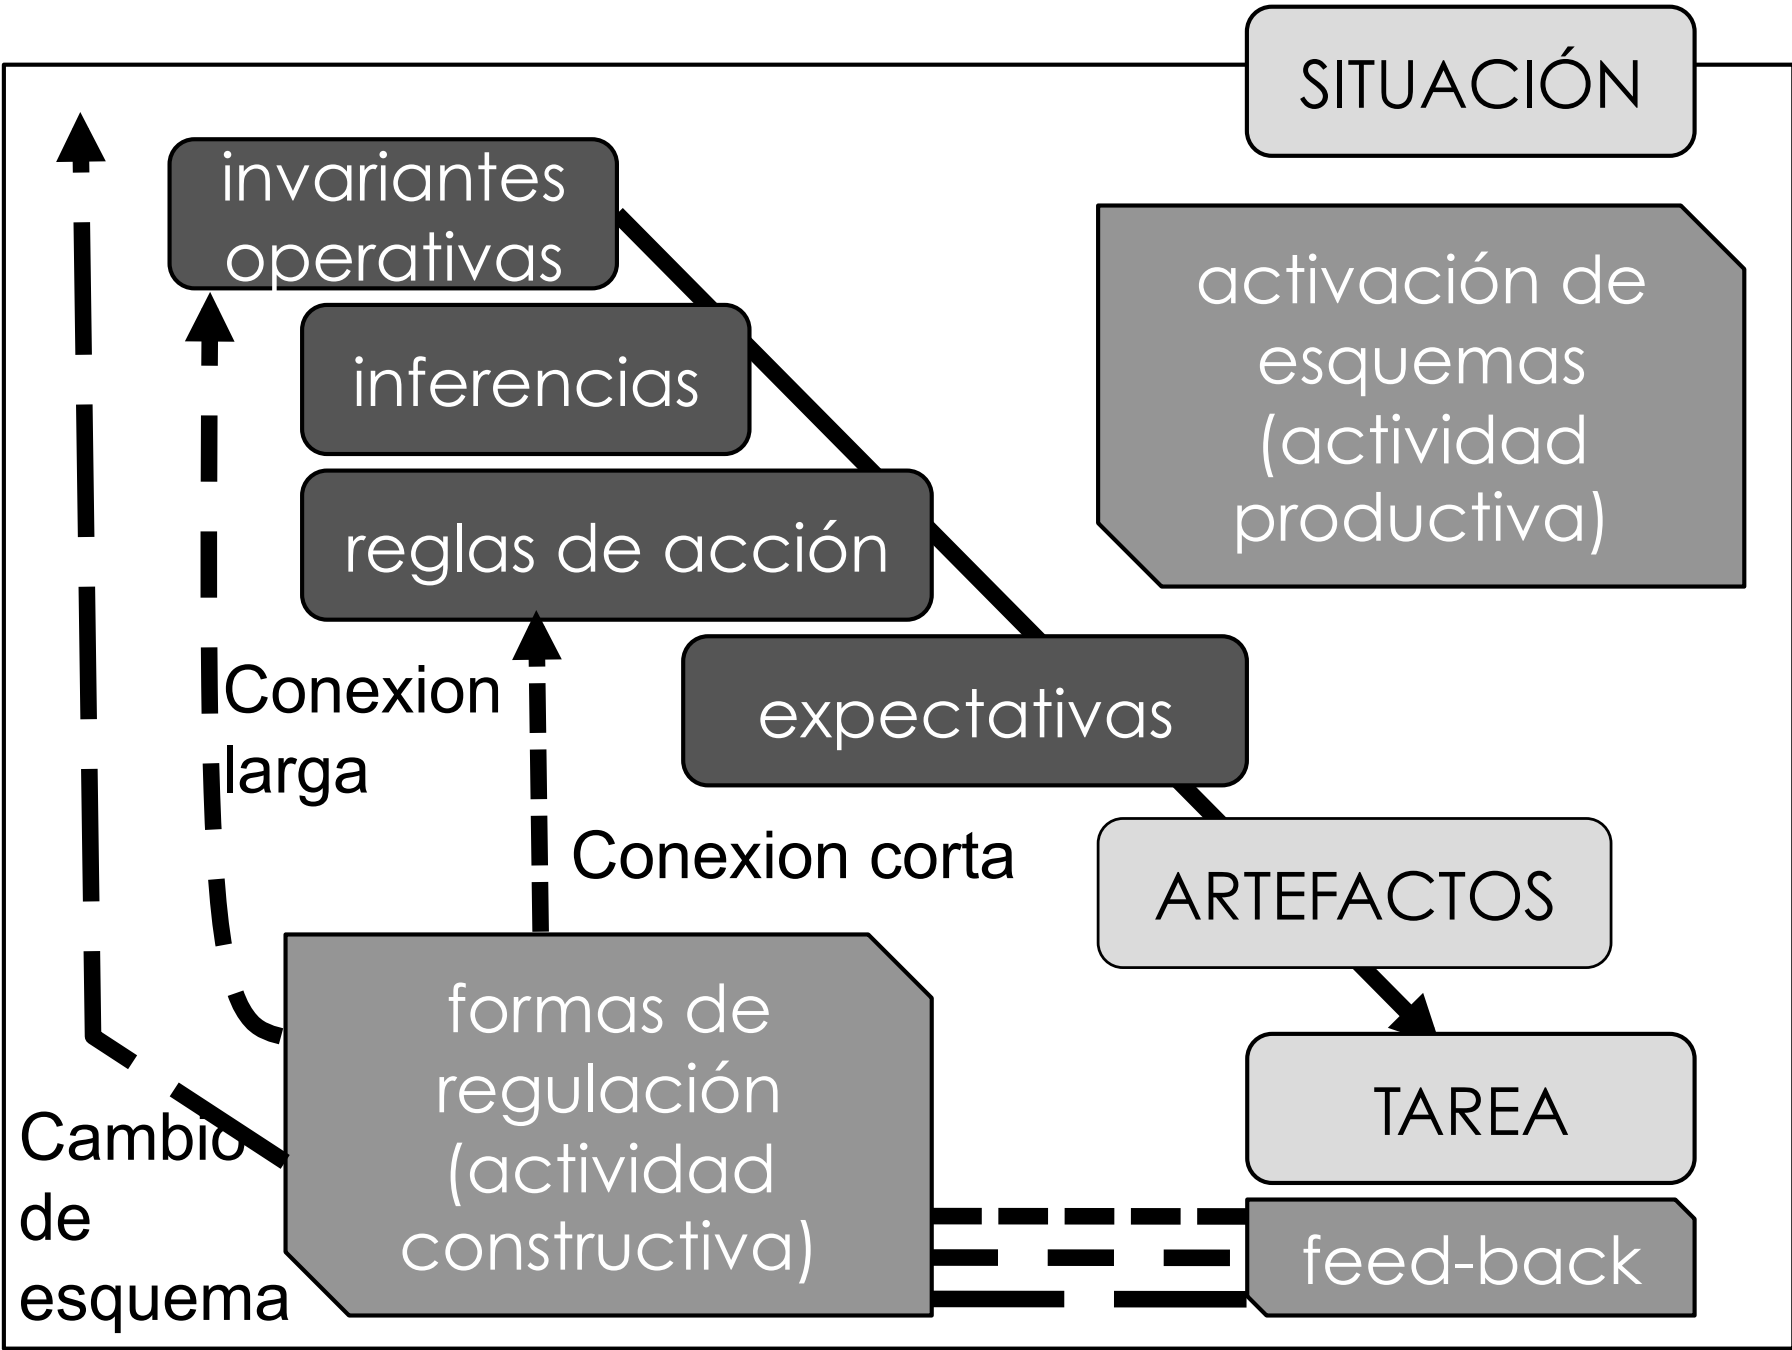 SITUACIÓN
invariantes
operativas
activación de
esquemas
(actividad
productiva)
inferencias
reglas de acción
Conexion
larga
expectativas
Conexion corta
ARTEFACTOS
formas de
regulación
(actividad
constructiva)
TAREA
Cambio
de
esquema
feed-back